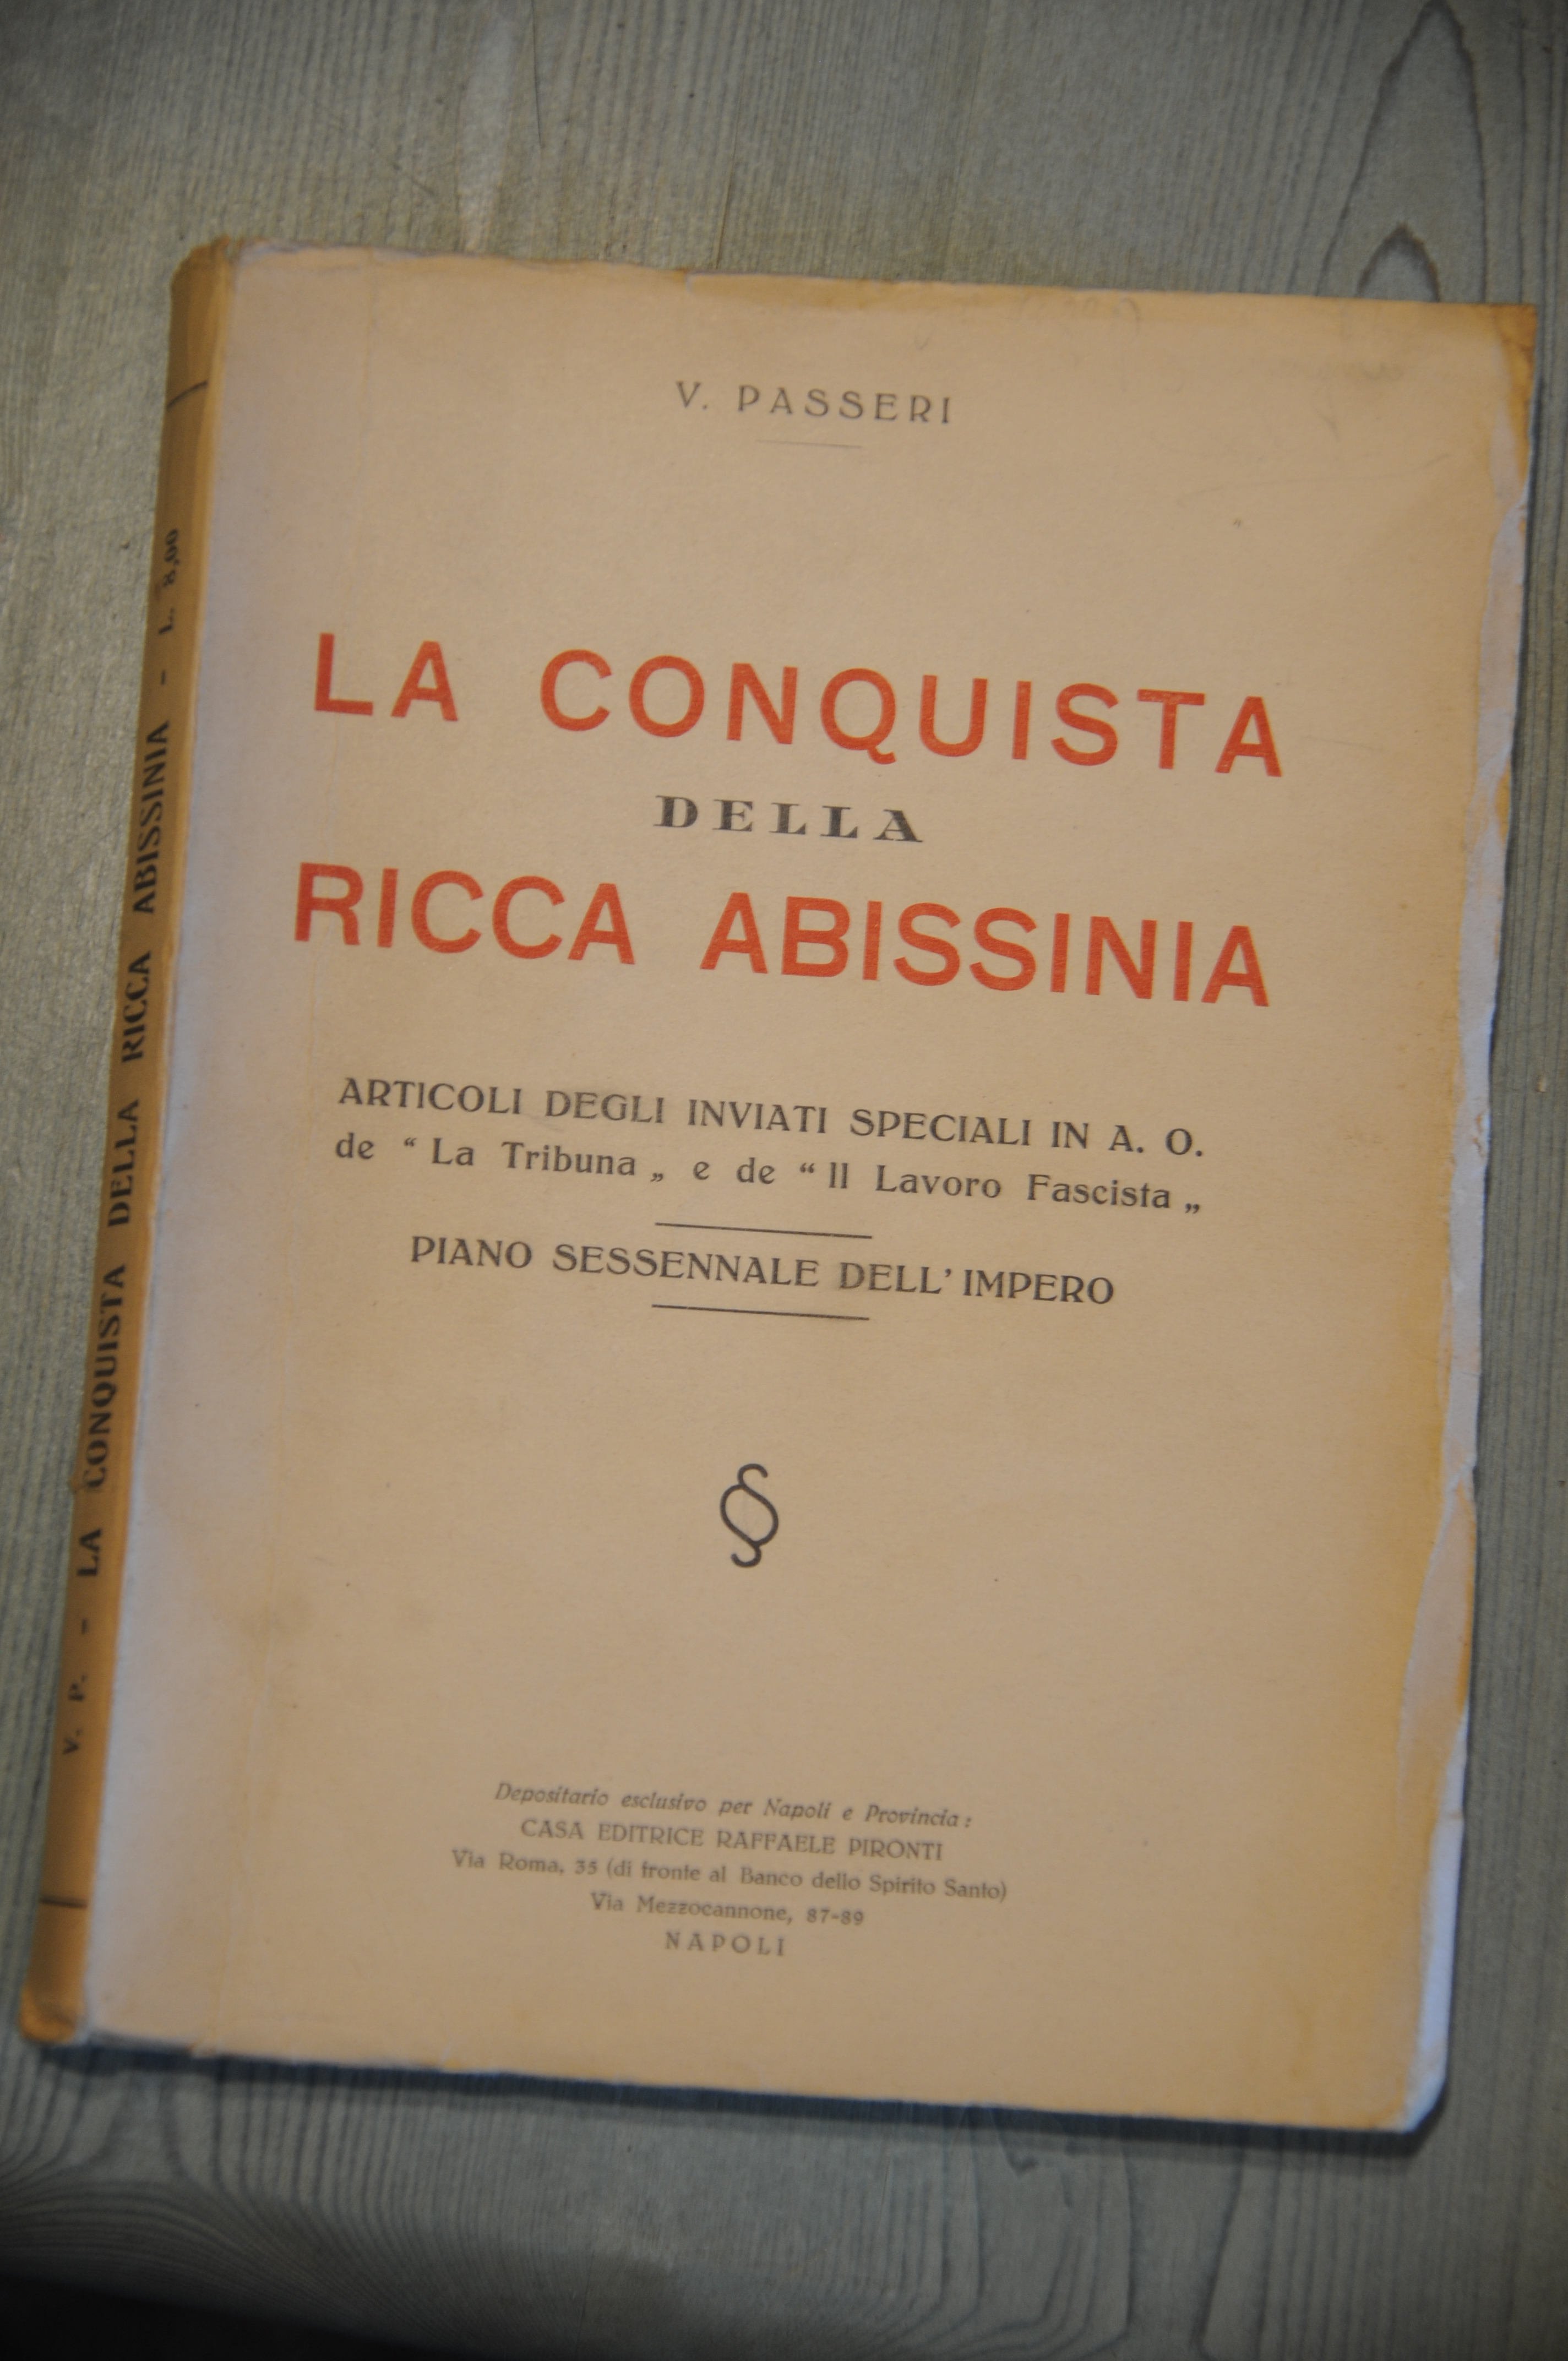 V. PASSERI
LA CONQUISTA
DELLA
RICCA ABISSINIA
ARTICOLI DEGLI INVIATI SPECIALI IN A. O.
de “ La Tribuna „ e de “ Il Lavoro Fascista „
PIANO SESSENNALE DELL' IMPERO
§
Depositario esclusivo per Napoli e Provincia :
CASA EDITRICE RAFFAELE PIRONTI
Via Roma, 35 (di fronte al Banco dello Spirito Santo)
Via Mezzocannone, 87-89
NAPOLI
V. P. - LA CONQUISTA DELLA RICCA ABISSINIA - L. 8,00